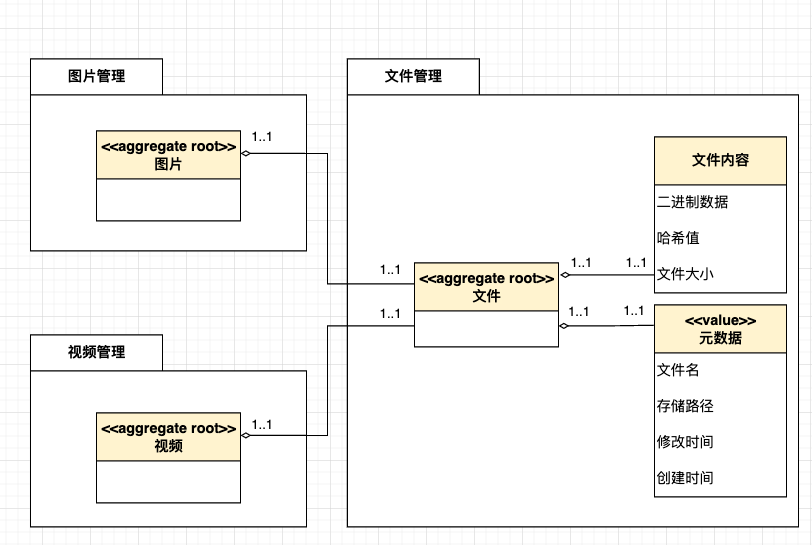 图片管理
<<aggregate root>>
图片
1..1
1..1
视频管理
<<aggregate root>>
视频
1..1
1..1
文件管理
<<aggregate root>>
文件
1..1
1..1
文件内容
二进制数据
哈希值
文件大小
1..1
1..1
<<value>>
元数据
文件名
存储路径
修改时间
创建时间